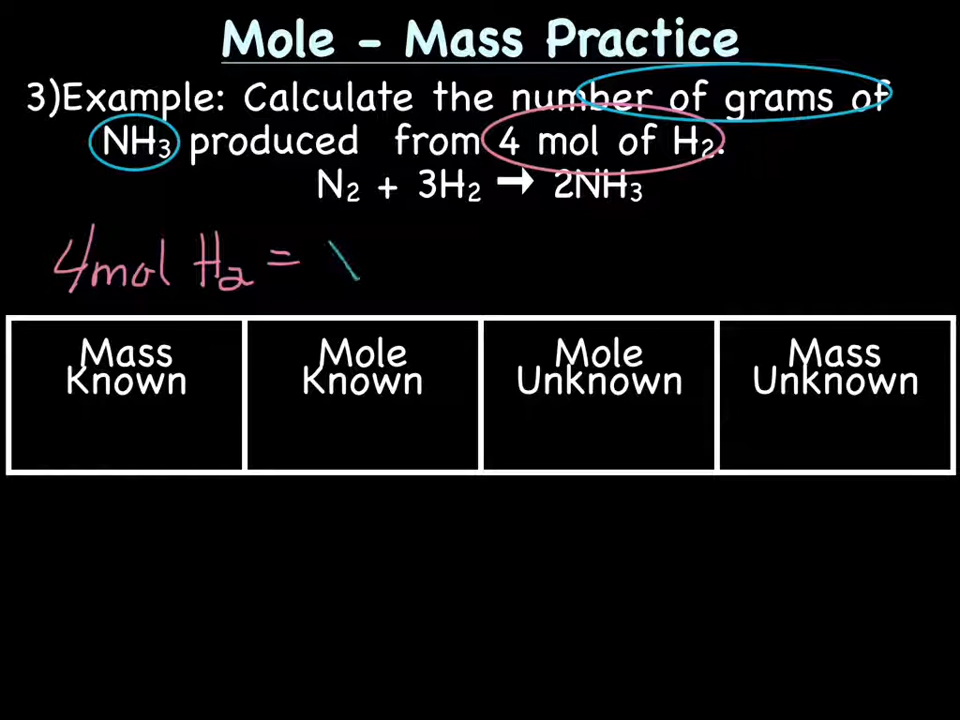 Mole - Mass Practice
3)Example: Calculate the number of grams of
NH₃ produced from 4 mol of H₂.
N₂ + 3H₂ → 2NH₃
4mol H₂ = \
Mass Known
Mole Known
Mole Unknown
Mass Unknown